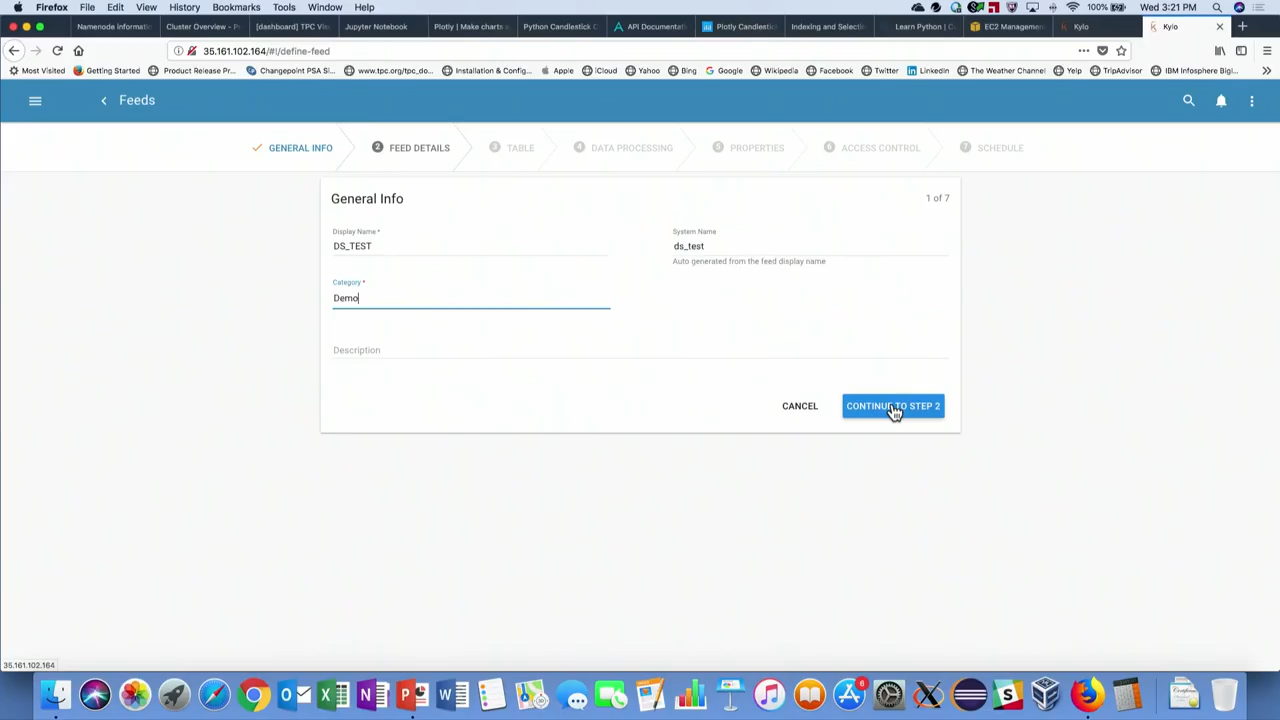 Firefox File Edit View History Bookmarks Tools Window Help 100% Wed 3:21 PM
Namenode informati Cluster Overview - P [dashboard] TPC Vis Jupyter Notebook Plotly | Make charts Python Candlestick C API Documentati Plotly Candlestick Indexing and Selectin Learn Python | C EC2 Managemen Kylo Kylo
35.161.102.164/#!/define-feed
Most Visited Getting Started Product Release Pr... Changepoint PSA Si... www.tpc.org/tpc_do... Installation & Config... Apple iCloud Yahoo Bing Google Wikipedia Facebook Twitter LinkedIn The Weather Channel Yelp TripAdvisor IBM Infosphere Bigi...
Feeds
GENERAL INFO 2 FEED DETAILS 3 TABLE 4 DATA PROCESSING 5 PROPERTIES 6 ACCESS CONTROL 7 SCHEDULE
General Info 1 of 7
Display Name * System Name
DS_TEST ds_test
Auto generated from the feed display name
Category *
Demo
Description
CANCEL CONTINUE TO STEP 2
35.161.102.164
6